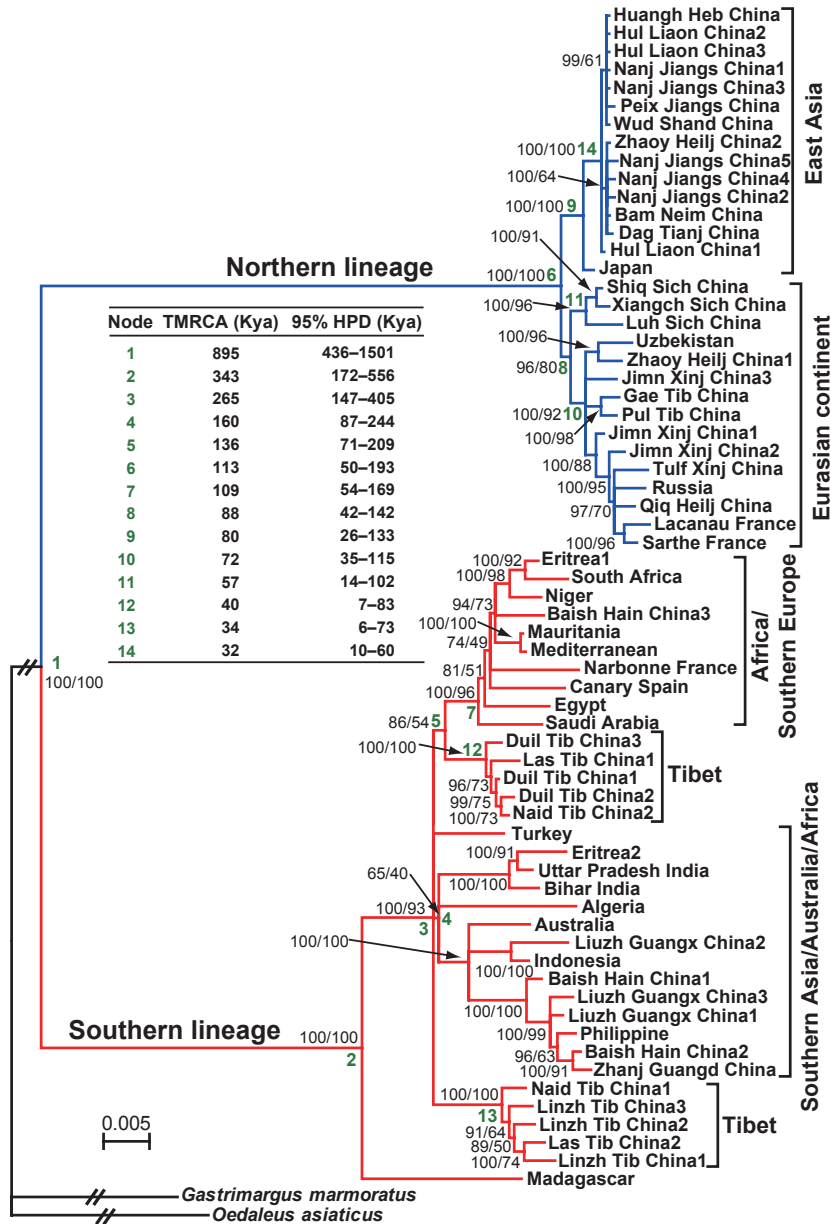 Huangh Heb China
Hul Liaon China2
Hul Liaon China3
99/61
Nanj Jiangs China1
Nanj Jiangs China3
Peix Jiangs China
Wud Shand China
Zhaoy Heilj China2
100/100 14
Nanj Jiangs China5
100/64
Nanj Jiangs China4
Nanj Jiangs China2
9
100/100
Bam Neim China
Dag Tianj China
100/91
Hul Liaon China1
Japan
East Asia
Northern lineage
100/100 6
Shiq Sich China
100/96
11
Xiangch Sich China
Luh Sich China
100/96
Uzbekistan
96/80 8
Zhaoy Heilj China1
Jimn Xinj China3
Gae Tib China
100/92 10
Pul Tib China
100/98
Jimn Xinj China1
Jimn Xinj China2
100/88
Tulf Xinj China
100/95
Russia
97/70
Qiq Heilj China
Lacanau France
100/96
Sarthe France
Eurasian continent
Node TMRCA (Kya) 95% HPD (Kya)
1 895 436–1501
2 343 172–556
3 265 147–405
4 160 87–244
5 136 71–209
6 113 50–193
7 109 54–169
8 88 42–142
9 80 26–133
10 72 35–115
11 57 14–102
12 40 7–83
13 34 6–73
14 32 10–60
100/92
Eritrea1
100/98
South Africa
Niger
94/73
Baish Hain China3
100/100
Mauritania
74/49
Mediterranean
81/51
Narbonne France
Canary Spain
100/96
7
Egypt
Saudi Arabia
Africa/
Southern Europe
1
100/100
86/54 5
100/100
12
Duil Tib China3
Las Tib China1
Duil Tib China1
96/73
Duil Tib China2
99/75
Naid Tib China2
100/73
Tibet
Turkey
100/91
Eritrea2
65/40
Uttar Pradesh India
100/100
Bihar India
100/93
3
4
Algeria
Australia
100/100
Liuzh Guangx China2
Indonesia
100/100
Baish Hain China1
100/100
Liuzh Guangx China3
Liuzh Guangx China1
100/99
Philippine
96/63
Baish Hain China2
100/91
Zhanj Guangd China
Southern Asia/Australia/Africa
Southern lineage
100/100
2
100/100
13
Naid Tib China1
Linzh Tib China3
91/64
Linzh Tib China2
89/50
Las Tib China2
100/74
Linzh Tib China1
Tibet
Madagascar
0.005
Gastrimargus marmoratus
Oedaleus asiaticus